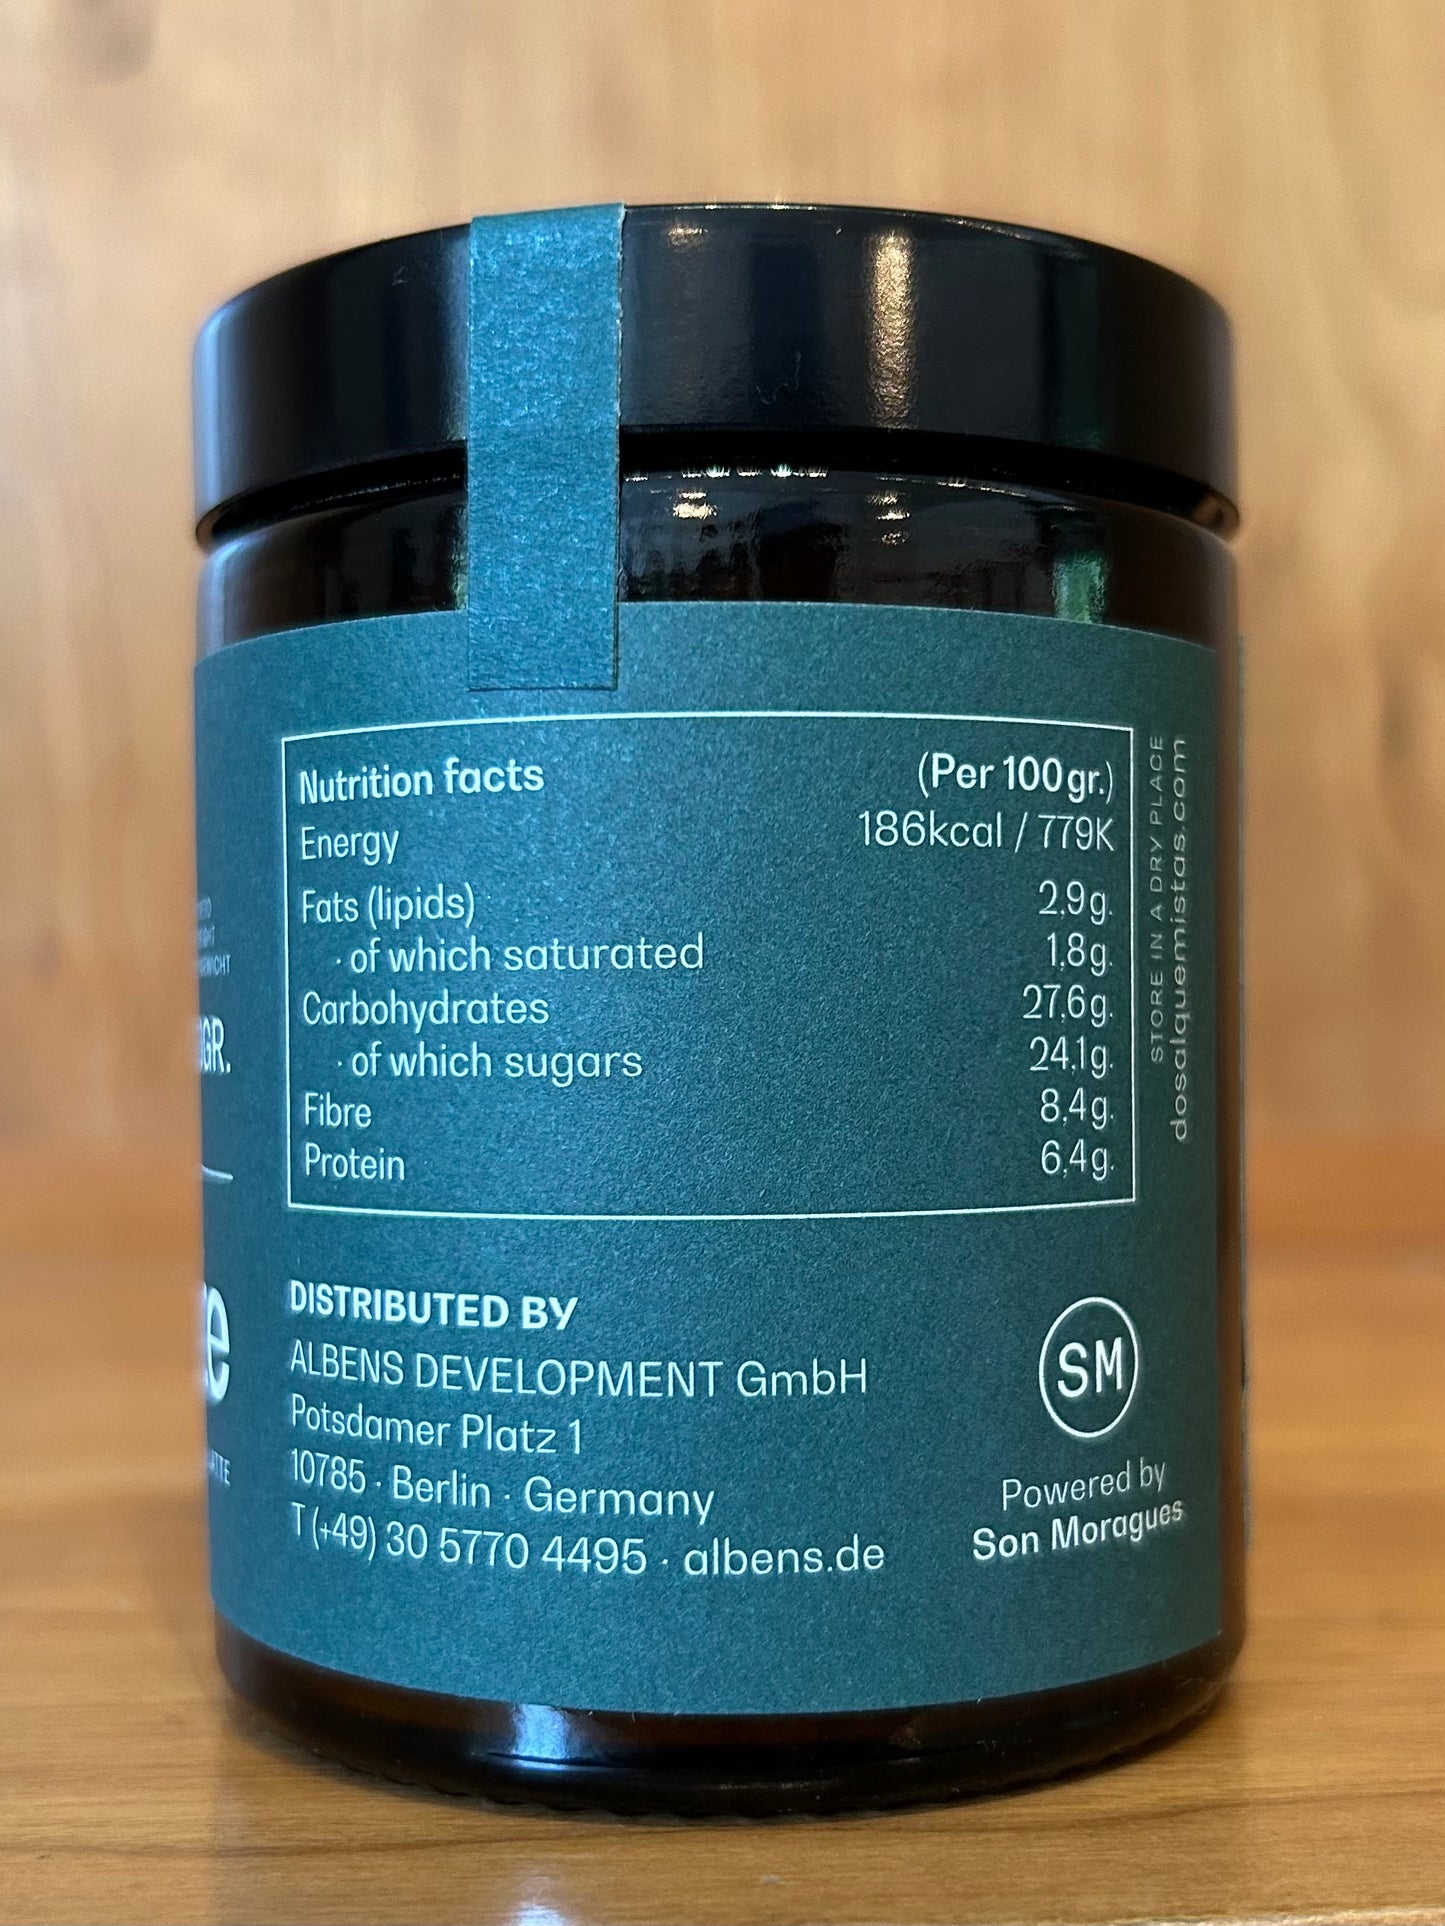 Nutrition facts (Per 100gr.)
Energy 186kcal / 779K
Fats (lipids) 2,9g.
· of which saturated 1,8g.
Carbohydrates 27,6g.
· of which sugars 24,1g.
Fibre 8,4g.
Protein 6,4g.
STORE IN A DRY PLACE
dosalquemistas.com
DISTRIBUTED BY
ALBENS DEVELOPMENT GmbH
Potsdamer Platz 1
10785 · Berlin · Germany
T (+49) 30 5770 4495 · albens.de
SM
Powered by
Son Moragues